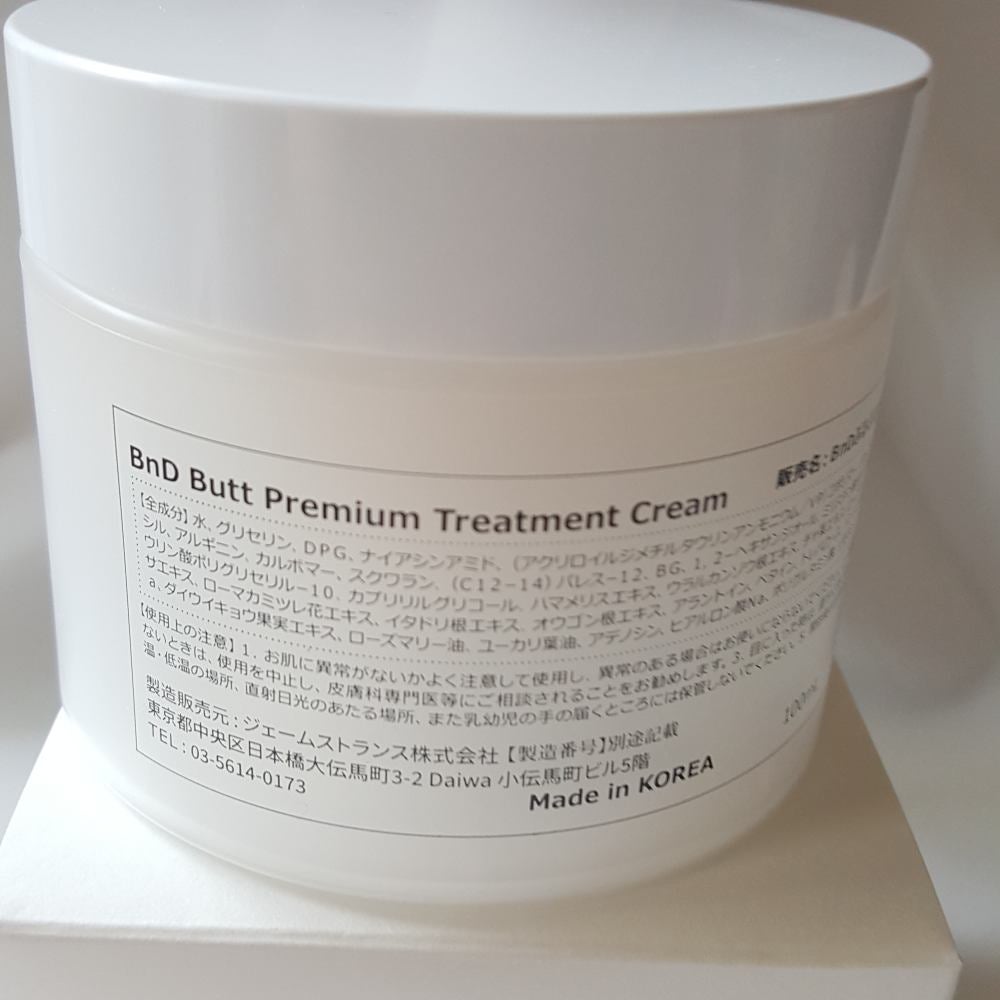 BnD Butt Premium Treatment Cream
販売名：BnD
【全成分】水、グリセリン、DPG、ナイアシンアミド、（アクリロイルジメチルタウリンアンモニウム／VP
シル、アルギニン、カルボマー、スクワラン、（C12-14）パレス-12、BG、1，2-ヘキサンジオール、
ウリン酸ポリグリセリル-10、カプリリルグリコール、ハマメリスエキス、ウラルカンゾウ根エキス、チャ葉
サエキス、ローマカミツレ花エキス、イタドリ根エキス、オウゴン根エキス、アラントイン、ベタイン、
a、ダイウイキョウ果実エキス、ローズマリー油、ユーカリ葉油、アデノシン、ヒアルロン酸Na、
【使用上の注意】1．お肌に異常がないかよく注意して使用し、異常のある場合はお使いにならないで
ないときは、使用を中止し、皮膚科専門医等にご相談されることをお勧めします。3．目に入った時は、
温・低温の場所、直射日光のあたる場所、また乳幼児の手の届くところには保管しないでください。
製造販売元：ジェームストランス株式会社【製造番号】別途記載
東京都中央区日本橋大伝馬町3-2 Daiwa 小伝馬町ビル5階
TEL：03-5614-0173
Made in KOREA
100mL